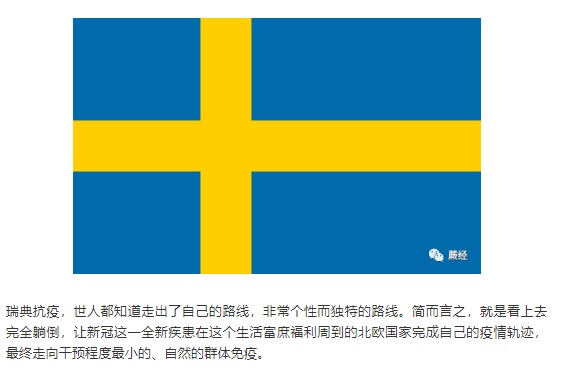 蕨经
瑞典抗疫，世人都知道走出了自己的路线，非常个性而独特的路线。简而言之，就是看上去
完全躺倒，让新冠这一全新疾患在这个生活富庶福利周到的北欧国家完成自己的疫情轨迹，
最终走向干预程度最小的、自然的群体免疫。